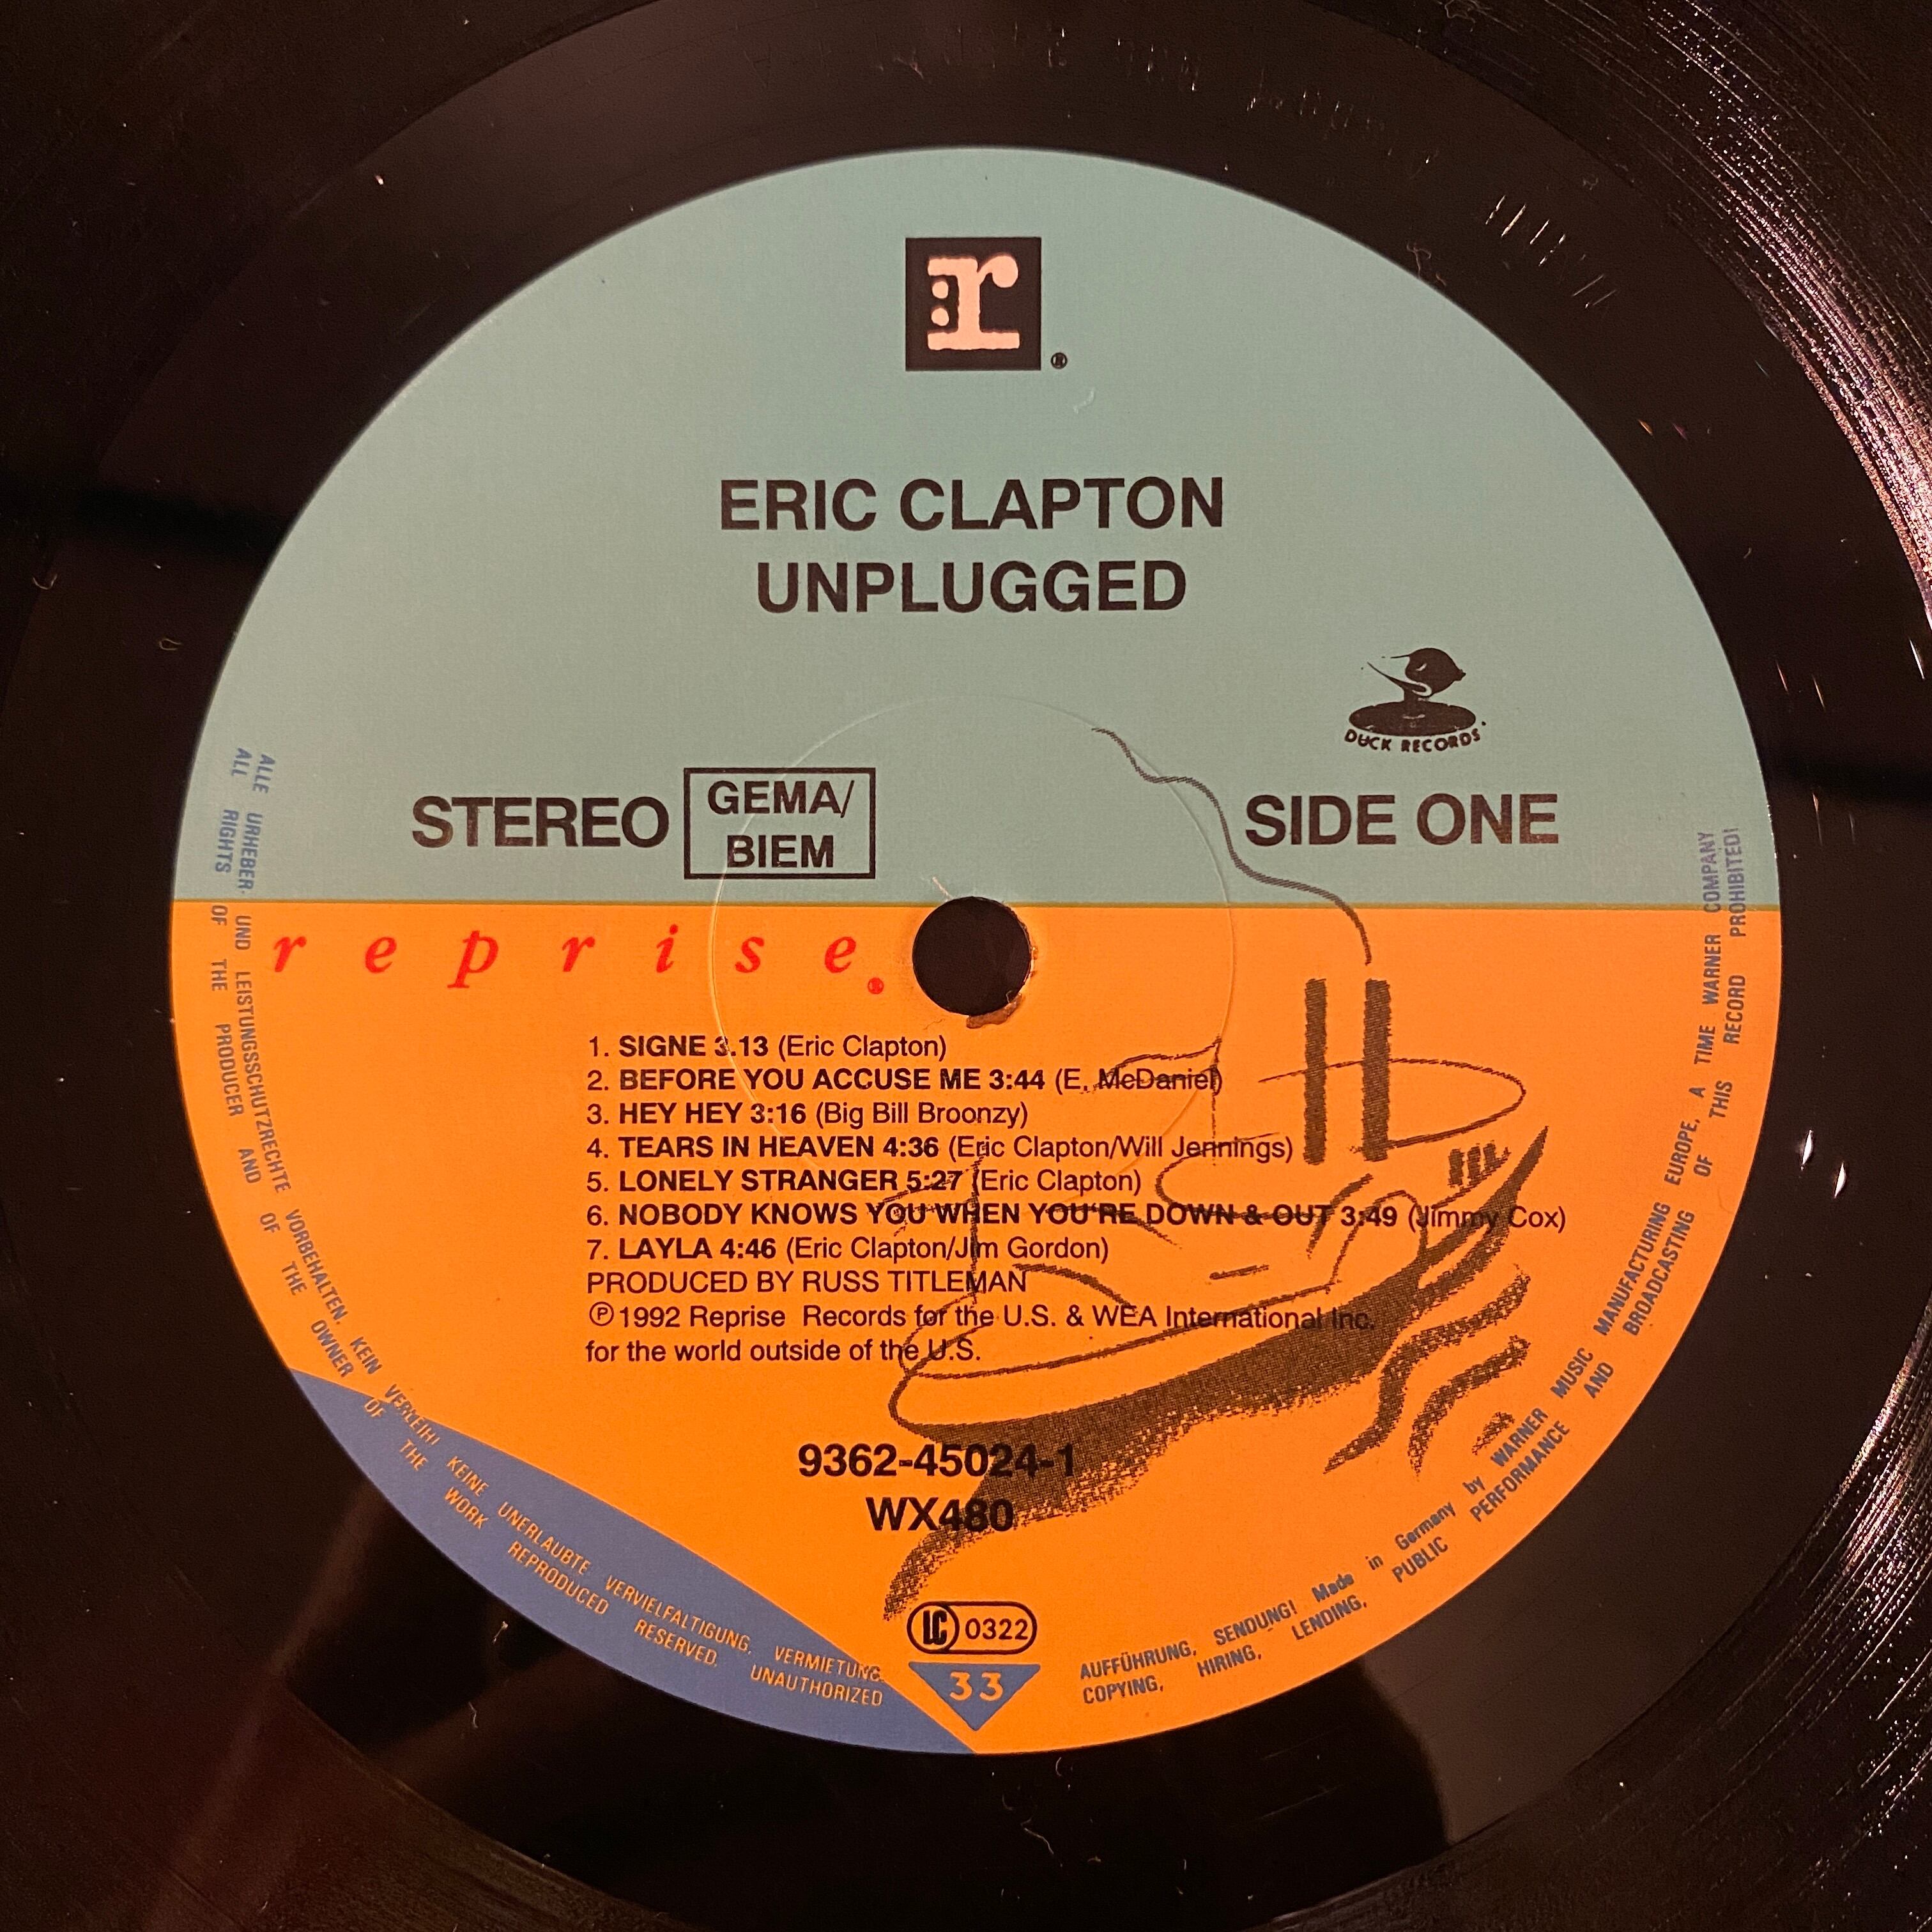 r®
ERIC CLAPTON
UNPLUGGED
DUCK RECORDS
STEREO
GEMA/
BIEM
SIDE ONE
reprise®
1. SIGNE 3.13 (Eric Clapton)
2. BEFORE YOU ACCUSE ME 3:44 (E. McDaniel)
3. HEY HEY 3:16 (Big Bill Broonzy)
4. TEARS IN HEAVEN 4:36 (Eric Clapton/Will Jennings)
5. LONELY STRANGER 5:27 (Eric Clapton)
6. NOBODY KNOWS YOU WHEN YOU'RE DOWN & OUT 3:49 (Jimmy Cox)
7. LAYLA 4:46 (Eric Clapton/Jim Gordon)
PRODUCED BY RUSS TITLEMAN
℗1992 Reprise Records for the U.S. & WEA International Inc.
for the world outside of the U.S.
9362-45024-1
WX480
LC 0322
33
ALLE URHEBER- UND LEISTUNGSSCHUTZRECHTE VORBEHALTEN. KEIN VERLEIH! KEINE UNERLAUBTE VERVIELFALTIGUNG, VERMIETUNG, AUFFÜHRUNG, SENDUNG! Made in Germany by WARNER MUSIC MANUFACTURING EUROPE, A TIME WARNER COMPANY
ALL RIGHTS OF THE PRODUCER AND OF THE OWNER OF THE WORK REPRODUCED RESERVED. UNAUTHORIZED COPYING, HIRING, LENDING, PUBLIC PERFORMANCE AND BROADCASTING OF THIS RECORD PROHIBITED!